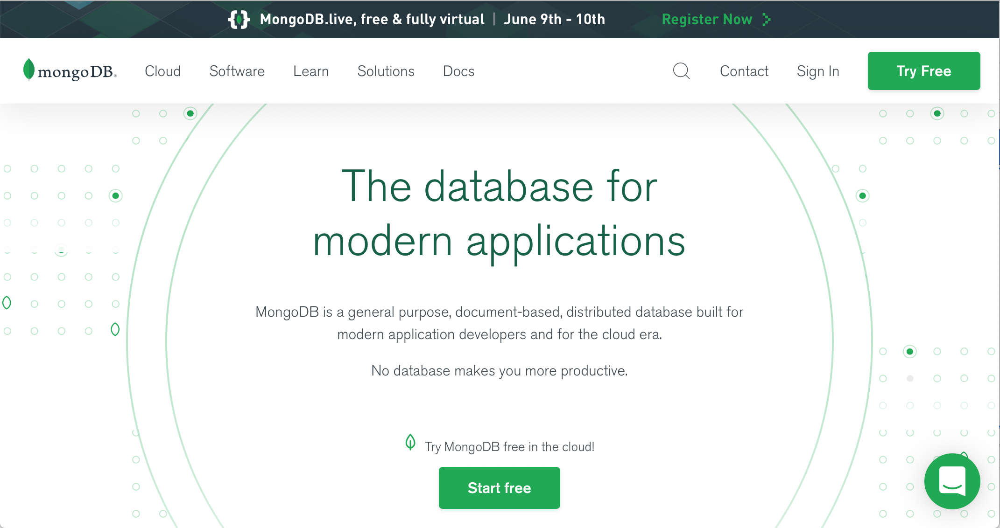 MongoDB.live, free & fully virtual | June 9th - 10th Register Now
mongoDB® Cloud Software Learn Solutions Docs Contact Sign In Try Free
The database for
modern applications
MongoDB is a general purpose, document-based, distributed database built for
modern application developers and for the cloud era.
No database makes you more productive.
Try MongoDB free in the cloud!
Start free